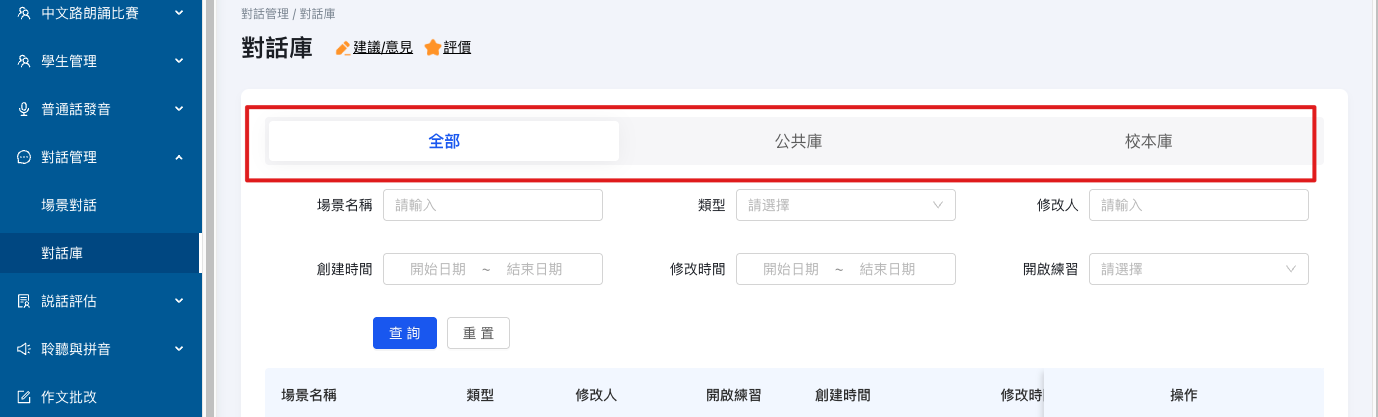 中文路朗誦比賽
學生管理
普通話發音
對話管理
場景對話
對話庫
説話評估
聆聽與拼音
作文批改
對話管理 / 對話庫
對話庫 建議/意見 評價
全部 公共庫 校本庫
場景名稱 請輸入 類型 請選擇 修改人 請輸入
創建時間 開始日期 ~ 結束日期 修改時間 開始日期 ~ 結束日期 開啟練習 請選擇
查 詢 重 置
場景名稱 類型 修改人 開啟練習 創建時間 修改時 操作